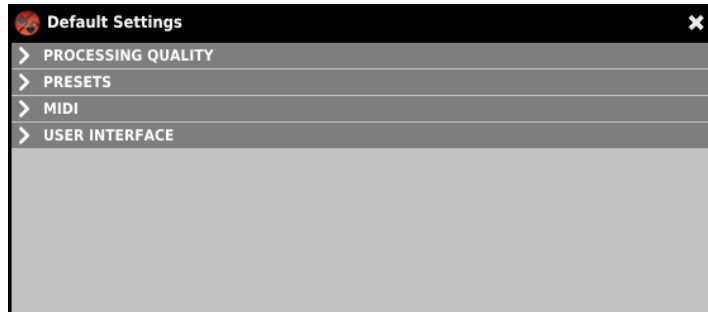 Default Settings
PROCESSING QUALITY
PRESETS
MIDI
USER INTERFACE